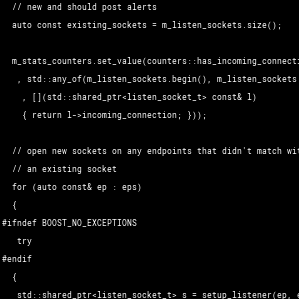 // new and should post alerts
auto const existing_sockets = m_listen_sockets.size();
m_stats_counters.set_value(counters::has_incoming_connecti
, std::any_of(m_listen_sockets.begin(), m_listen_sockets
, [](std::shared_ptr<listen_socket_t> const& l)
{ return l->incoming_connection; }));
// open new sockets on any endpoints that didn't match wit
// an existing socket
for (auto const& ep : eps)
{
#ifndef BOOST_NO_EXCEPTIONS
try
#endif
{
std::shared_ptr<listen_socket_t> s = setup_listener(ep, e